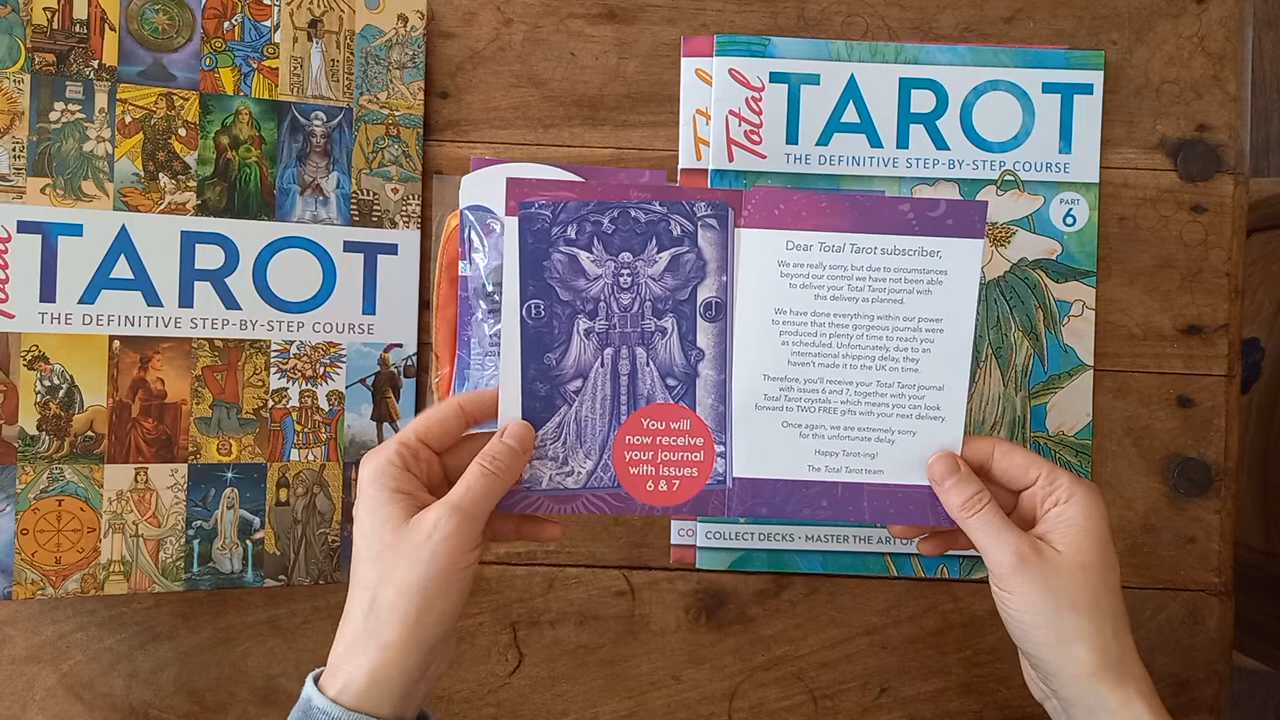 Total
TAROT
THE DEFINITIVE STEP-BY-STEP COURSE
Total
TAROT
THE DEFINITIVE STEP-BY-STEP COURSE
PART
6
B
J
You will
now receive
your journal
with issues
6 & 7
Dear Total Tarot subscriber,
We are really sorry, but due to circumstances
beyond our control we have not been able
to deliver your Total Tarot journal with
this delivery as planned.
We have done everything within our power
to ensure that these gorgeous journals were
produced in plenty of time to reach you
as scheduled. Unfortunately, due to an
international shipping delay, they
haven't made it to the UK on time.
Therefore, you'll receive your Total Tarot journal
with issues 6 and 7, together with your
Total Tarot crystals – which means you can look
forward to TWO FREE gifts with your next delivery.
Once again, we are extremely sorry
for this unfortunate delay.
Happy Tarot-ing!
The Total Tarot team
CO
COLLECT DECKS • MASTER THE ART OF